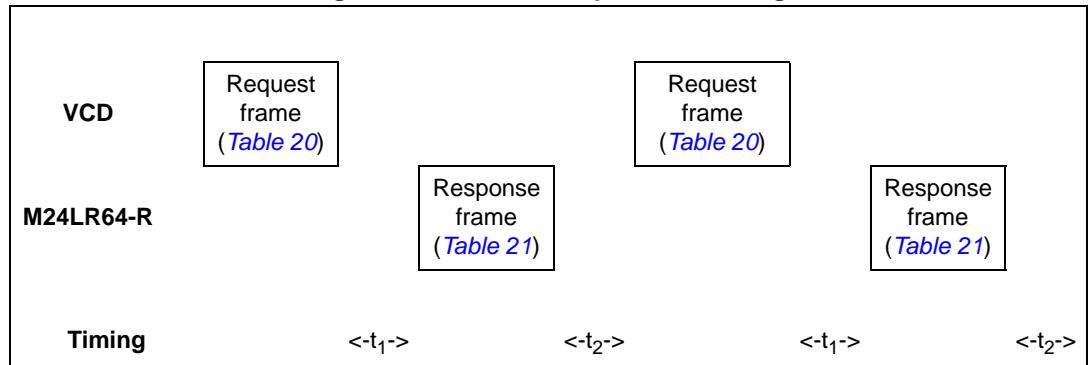 VCD
Request
frame
(Table 20)
Request
frame
(Table 20)
M24LR64-R
Response
frame
(Table 21)
Response
frame
(Table 21)
Timing <-t1-> <-t2-> <-t1-> <-t2->